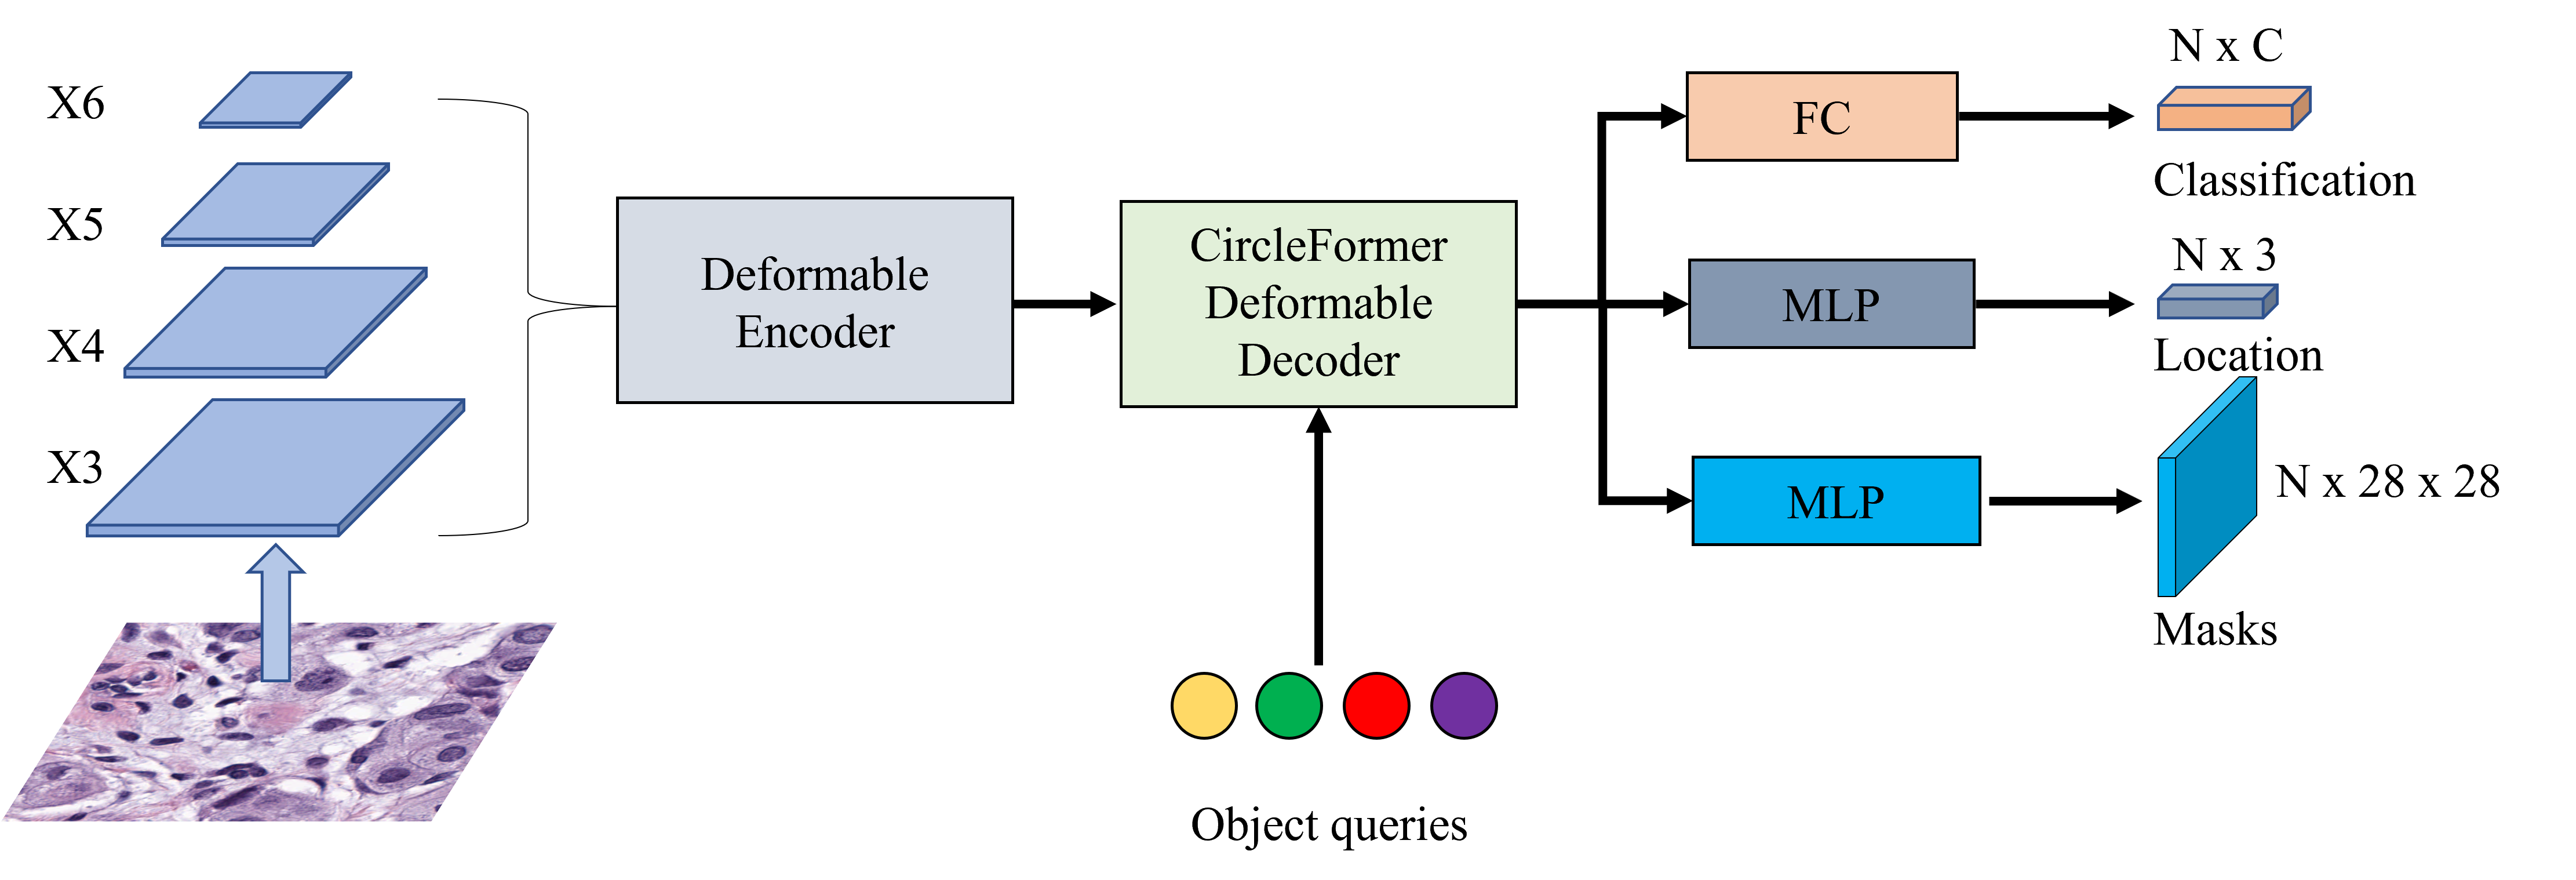 X6
X5
X4
X3
Deformable
Encoder
CircleFormer
Deformable
Decoder
Object queries
FC
MLP
MLP
N x C
Classification
N x 3
Location
N x 28 x 28
Masks